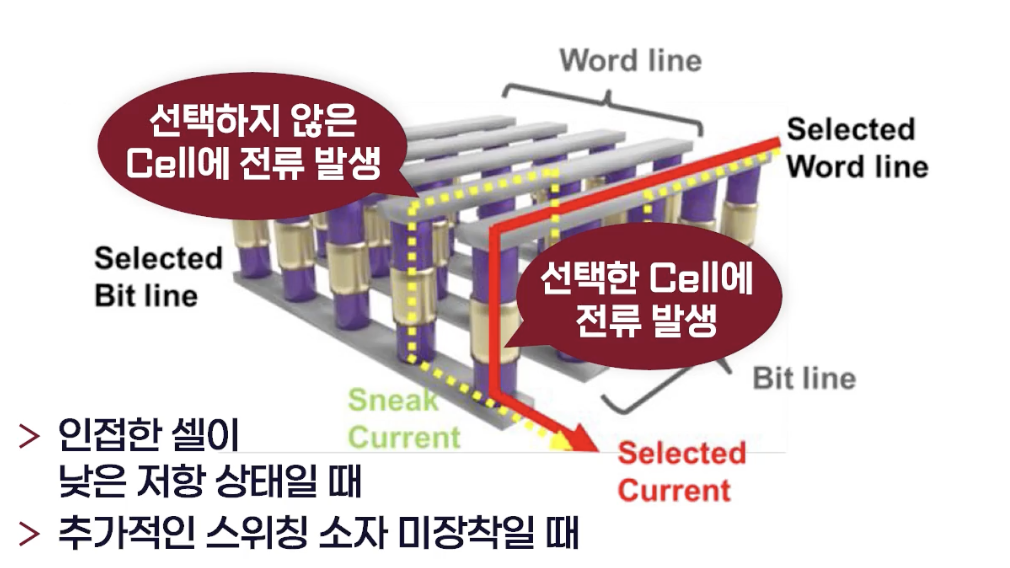 Word line
선택하지 않은
Cell에 전류 발생
Selected
Word line
Selected
Bit line
선택한 Cell에
전류 발생
Bit line
Sneak
Current
Selected
Current
> 인접한 셀이
낮은 저항 상태일 때
> 추가적인 스위칭 소자 미장착일 때